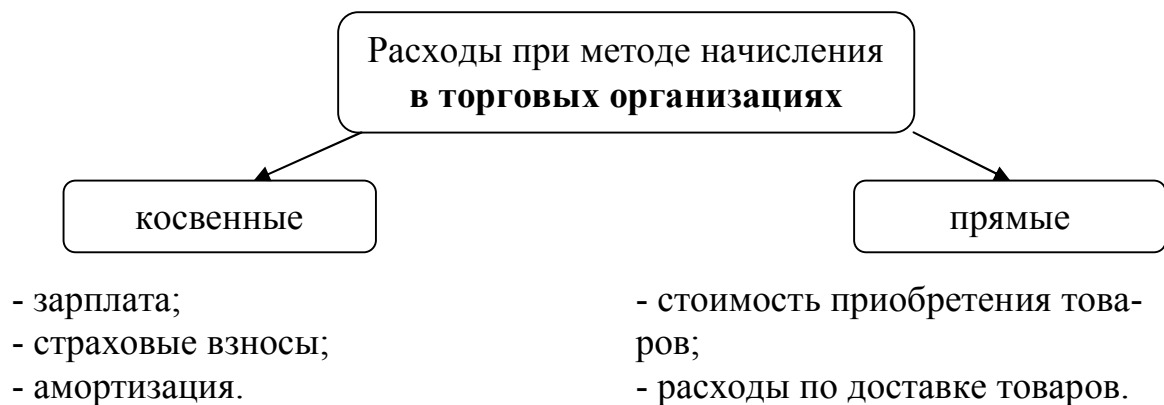 Расходы при методе начисления
в торговых организациях
косвенные
прямые
- зарплата;
- страховые взносы;
- амортизация.
- стоимость приобретения това-
ров;
- расходы по доставке товаров.